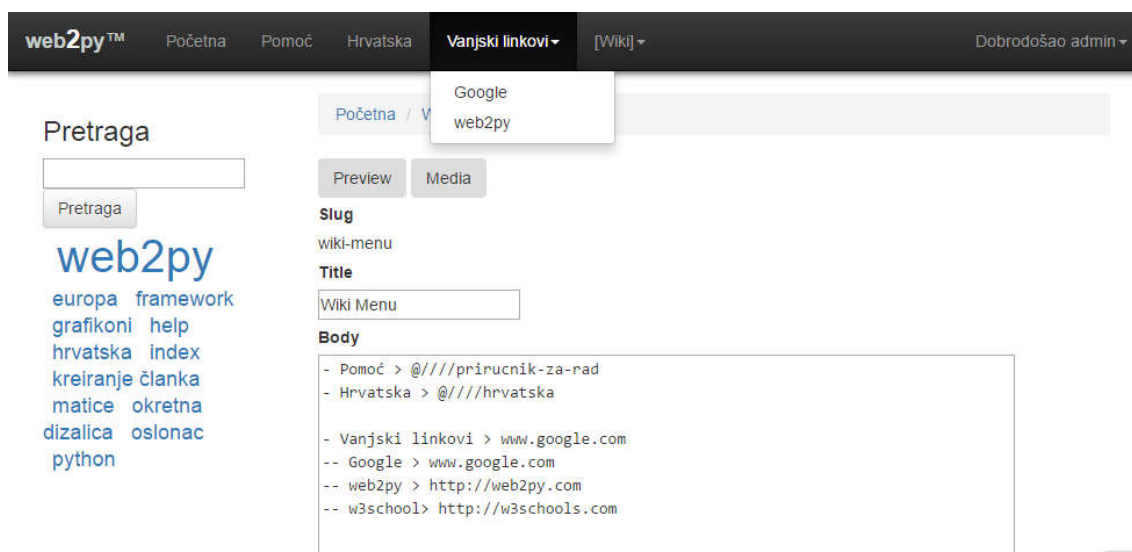 web2py™ Početna Pomoć Hrvatska Vanjski linkovi [Wiki] Dobrodošao admin
Google
web2py
Početna / W
Pretraga
Pretraga
web2py
europa framework
grafikoni help
hrvatska index
kreiranje članka
matice okretna
dizalica oslonac
python
Preview Media
Slug
wiki-menu
Title
Wiki Menu
Body
- Pomoć > @////prirucnik-za-rad
- Hrvatska > @////hrvatska
- Vanjski linkovi > www.google.com
-- Google > www.google.com
-- web2py > http://web2py.com
-- w3school> http://w3schools.com